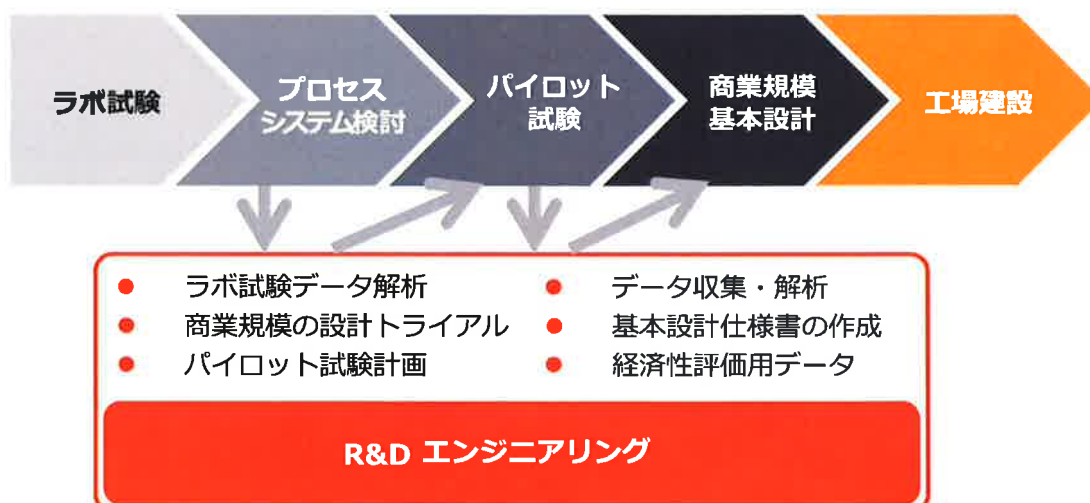 ラボ試験
プロセス
システム検討
パイロット
試験
商業規模
基本設計
工場建設
ラボ試験データ解析
商業規模の設計トライアル
パイロット試験計画
データ収集・解析
基本設計仕様書の作成
経済性評価用データ
R&D エンジニアリング